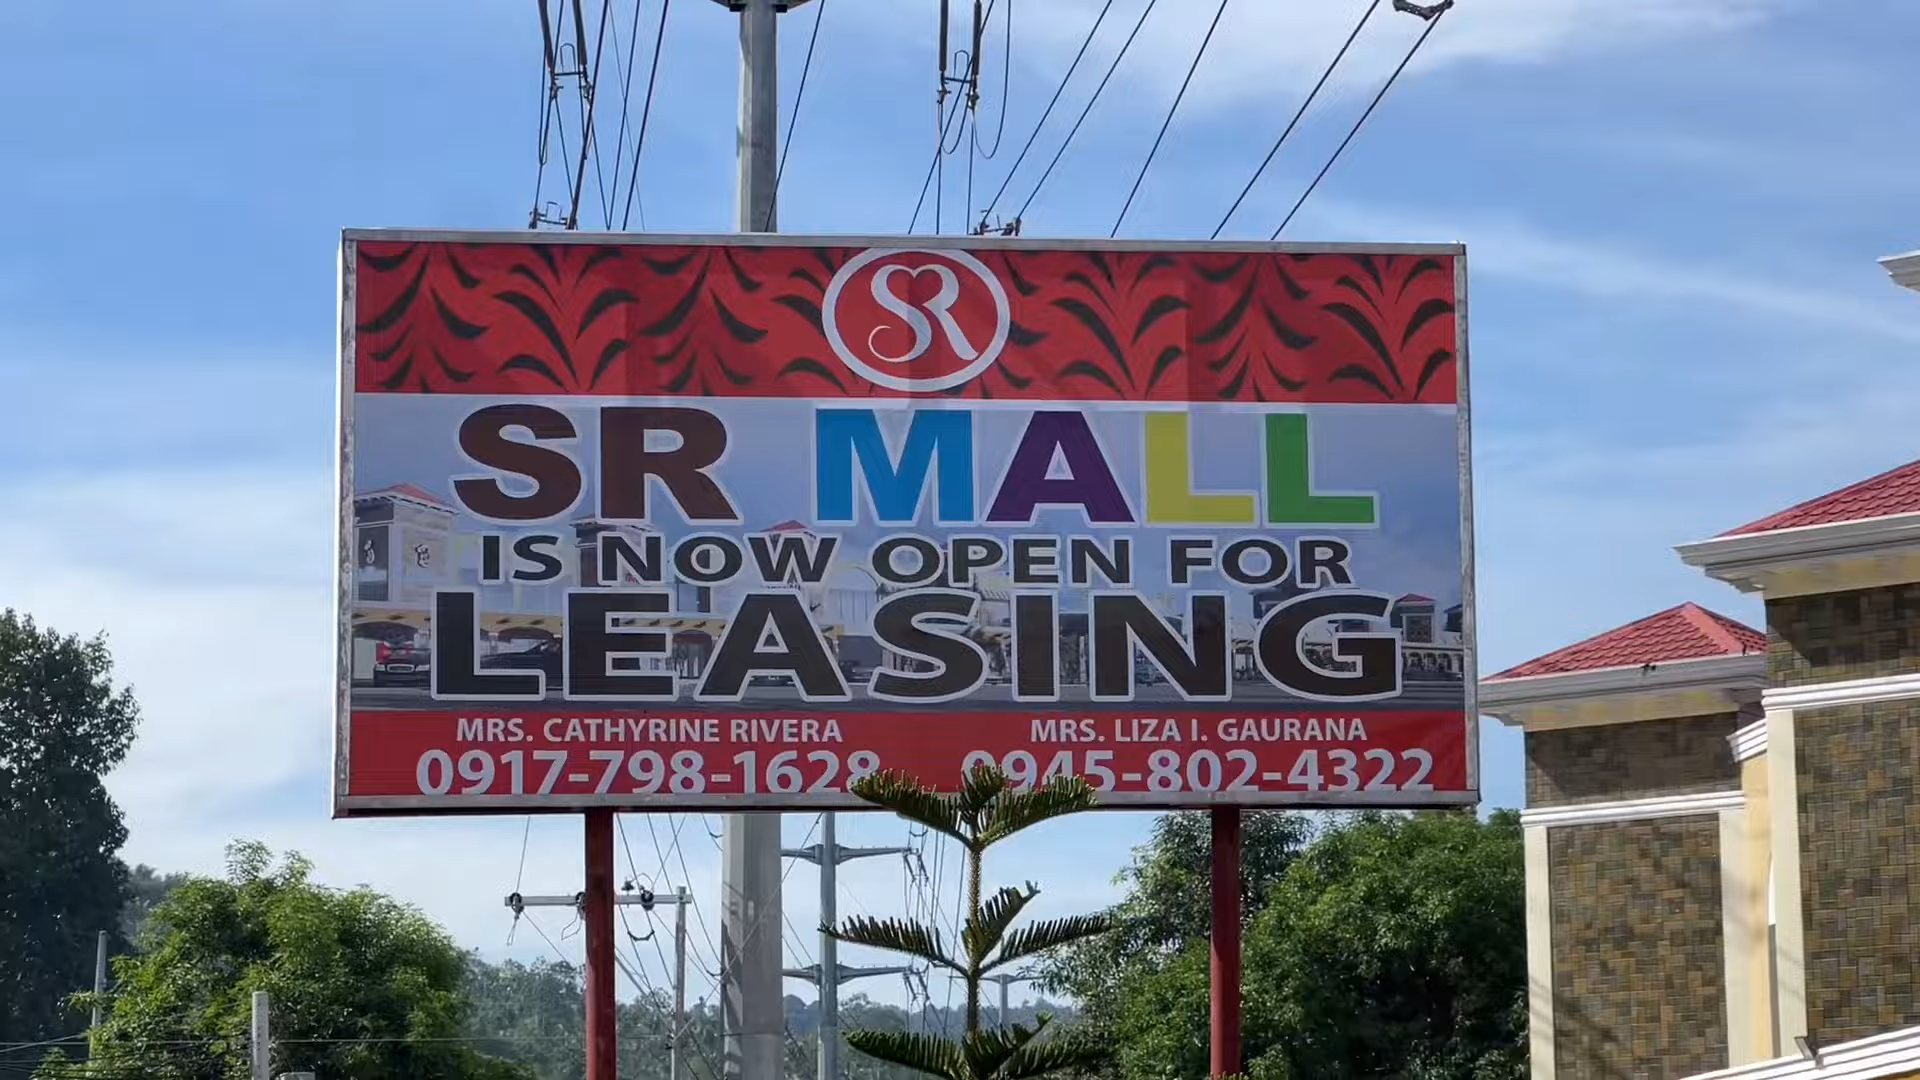 SR
SR MALL
IS NOW OPEN FOR
LEASING
MRS. CATHYRINE RIVERA
0917-798-1628
MRS. LIZA I. GAURANA
0945-802-4322